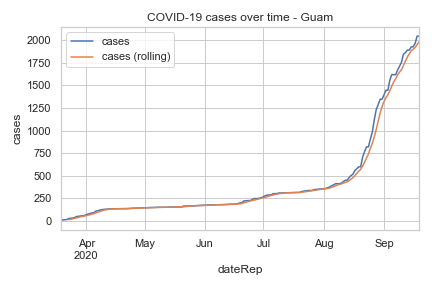 COVID-19 cases over time - Guam
cases
cases (rolling)
2000
1750
1500
1250
1000
750
500
250
0
cases
Apr
2020
May
Jun
Jul
Aug
Sep
dateRep